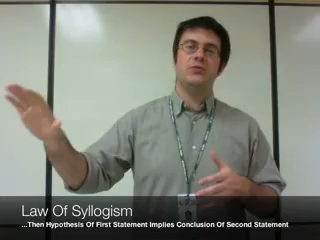 Law Of Syllogism
...Then Hypothesis Of First Statement Implies Conclusion Of Second Statement